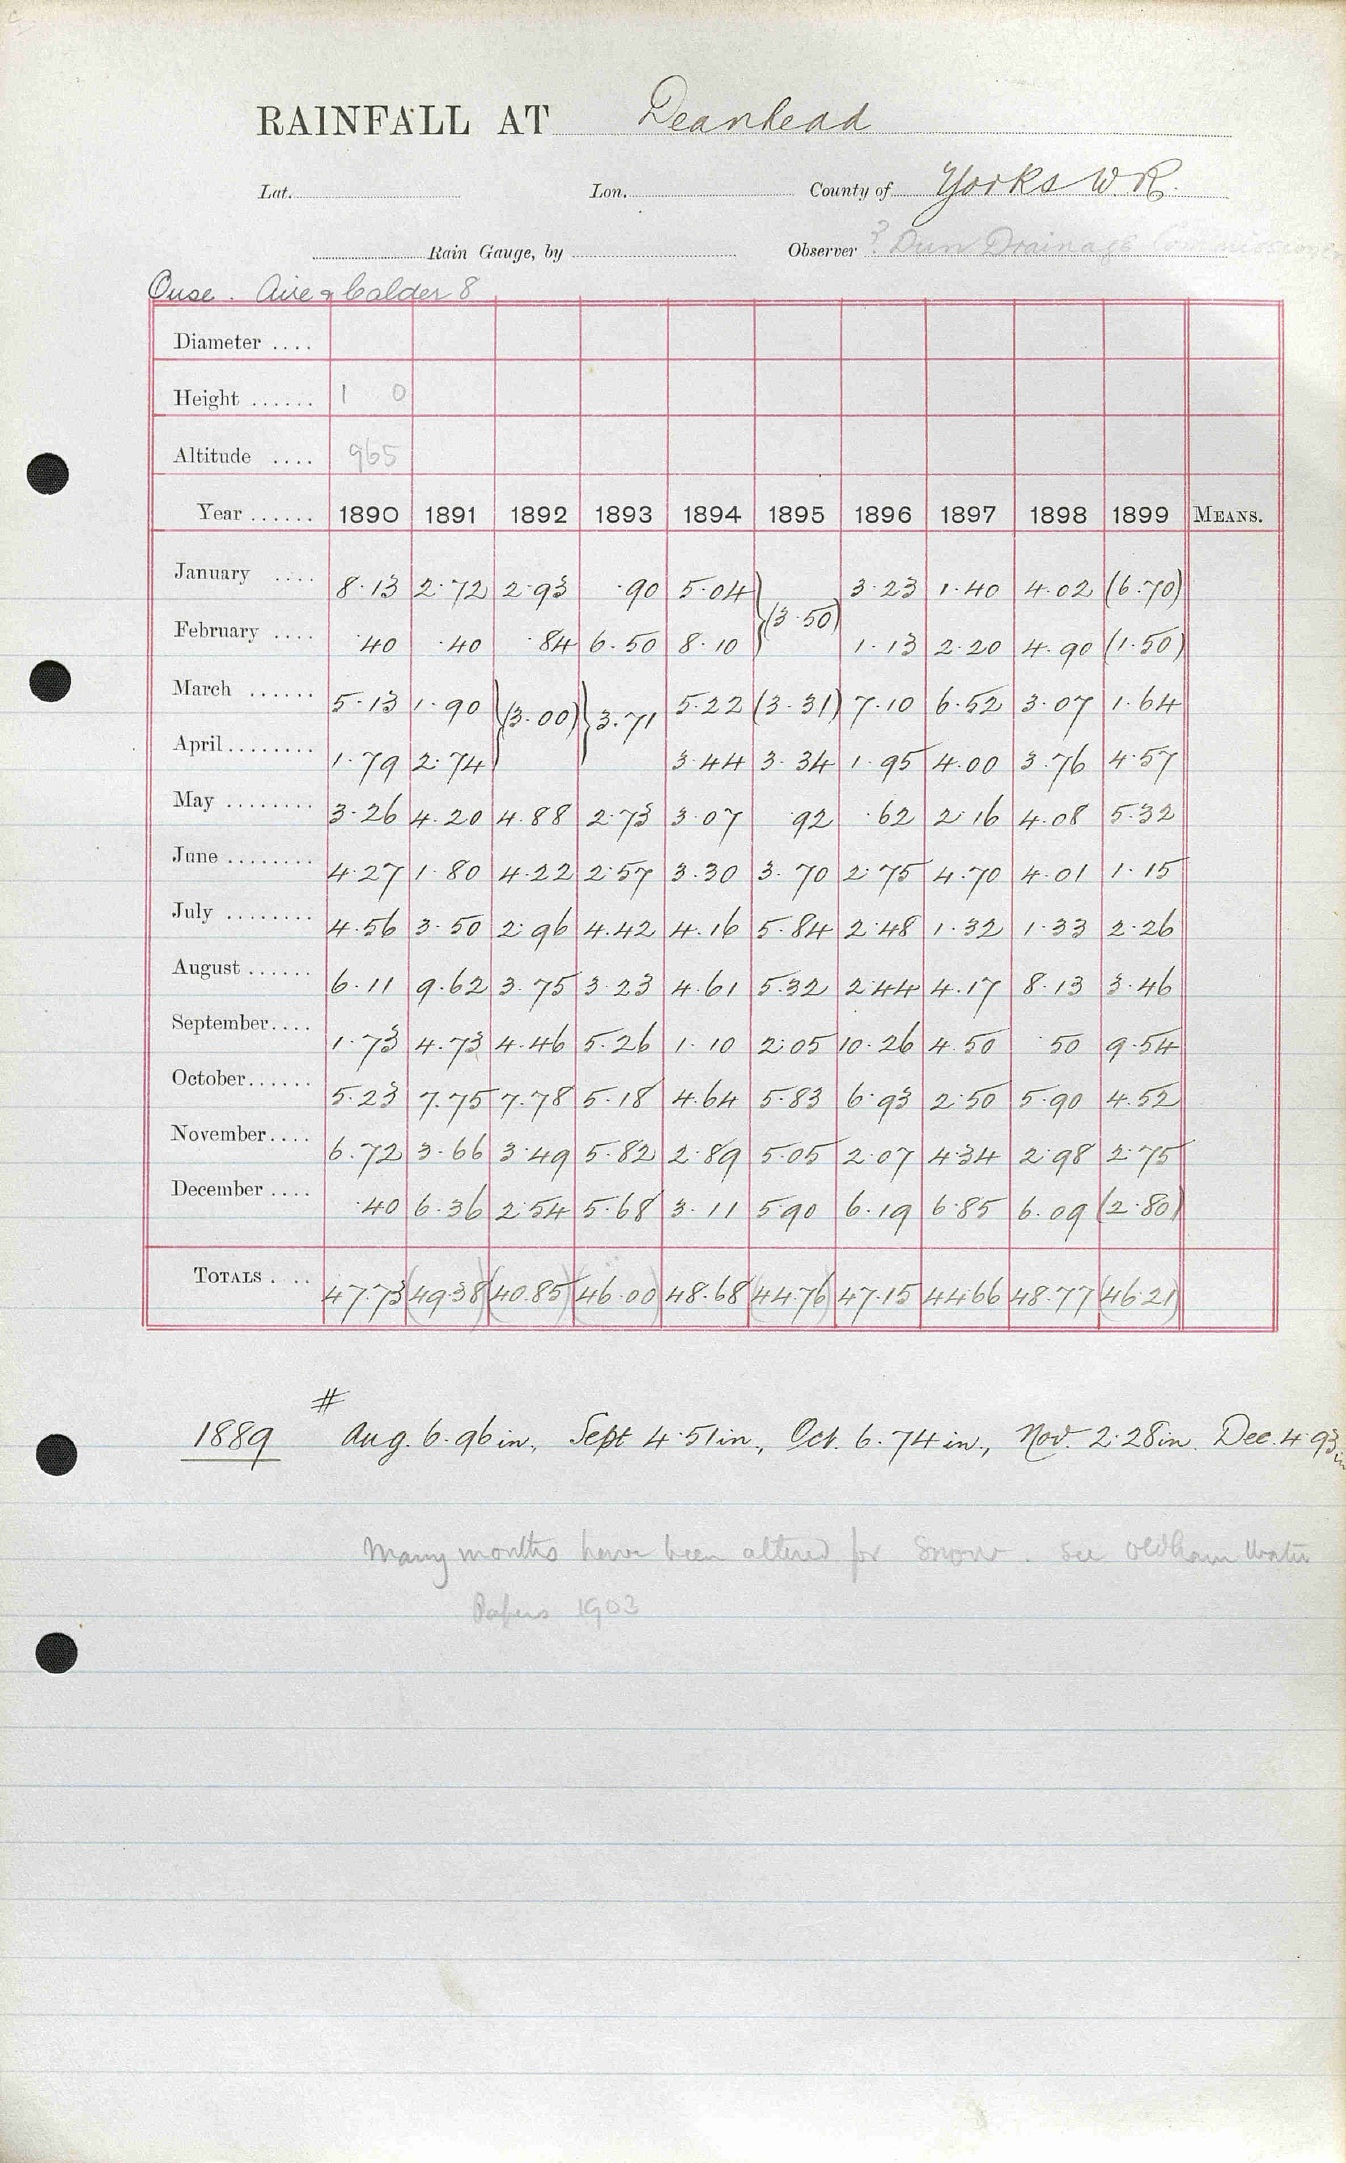 RAINFALL AT Deanhead
Lat. Lon. County of Yorks W.R.
Rain Gauge, by Observer ? Dun Drainage Commissioners
Ouse. Aire & Calder 8
Diameter ....
Height ...... 1 0
Altitude .... 965
Year ...... 1890 1891 1892 1893 1894 1895 1896 1897 1898 1899 MEANS.
January .... 8.13 2.72 2.93 .90 5.04 } (3.50) 3.23 1.40 4.02 (6.70)
February .... .40 .40 .84 6.50 8.10 1.13 2.20 4.90 (1.50)
March ...... 5.13 1.90 } (3.00) } 3.71 5.22 (3.31) 7.10 6.52 3.07 1.64
April ........ 1.79 2.74 3.44 3.34 1.95 4.00 3.76 4.57
May ........ 3.26 4.20 4.88 2.73 3.07 .92 .62 2.16 4.08 5.32
June ........ 4.27 1.80 4.22 2.57 3.30 3.70 2.75 4.70 4.01 1.15
July ........ 4.56 3.50 2.96 4.42 4.16 5.84 2.48 1.32 1.33 2.26
August ...... 6.11 9.62 3.75 3.23 4.61 5.32 2.44 4.17 8.13 3.46
September.... 1.73 4.73 4.46 5.26 1.10 2.05 10.26 4.50 .50 9.54
October...... 5.23 7.75 7.78 5.18 4.64 5.83 6.93 2.50 5.90 4.52
November.... 6.72 3.66 3.49 5.82 2.89 5.05 2.07 4.34 2.98 2.75
December .... .40 6.36 2.54 5.68 3.11 5.90 6.19 6.85 6.09 (2.80)
TOTALS . .. 47.73 (49.38) (40.85) (46.00) 48.68 (44.76) 47.15 44.66 48.77 (46.21)
#
1889 Aug. 6.96 in., Sept 4.51 in., Oct. 6.74 in., Nov. 2.28 in. Dec. 4.93 in
Many months have been altered for Snow. See Oldham Water
Papers 1903